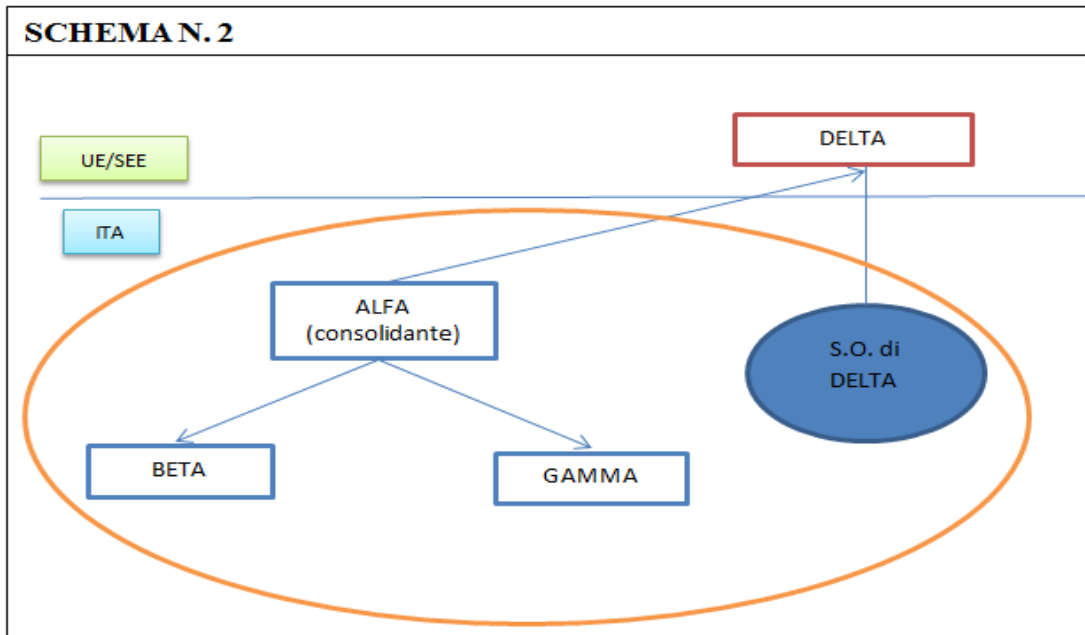 SCHEMA N. 2
DELTA
UE/SEE
ITA
ALFA
(consolidante)
S.O. di
DELTA
BETA
GAMMA